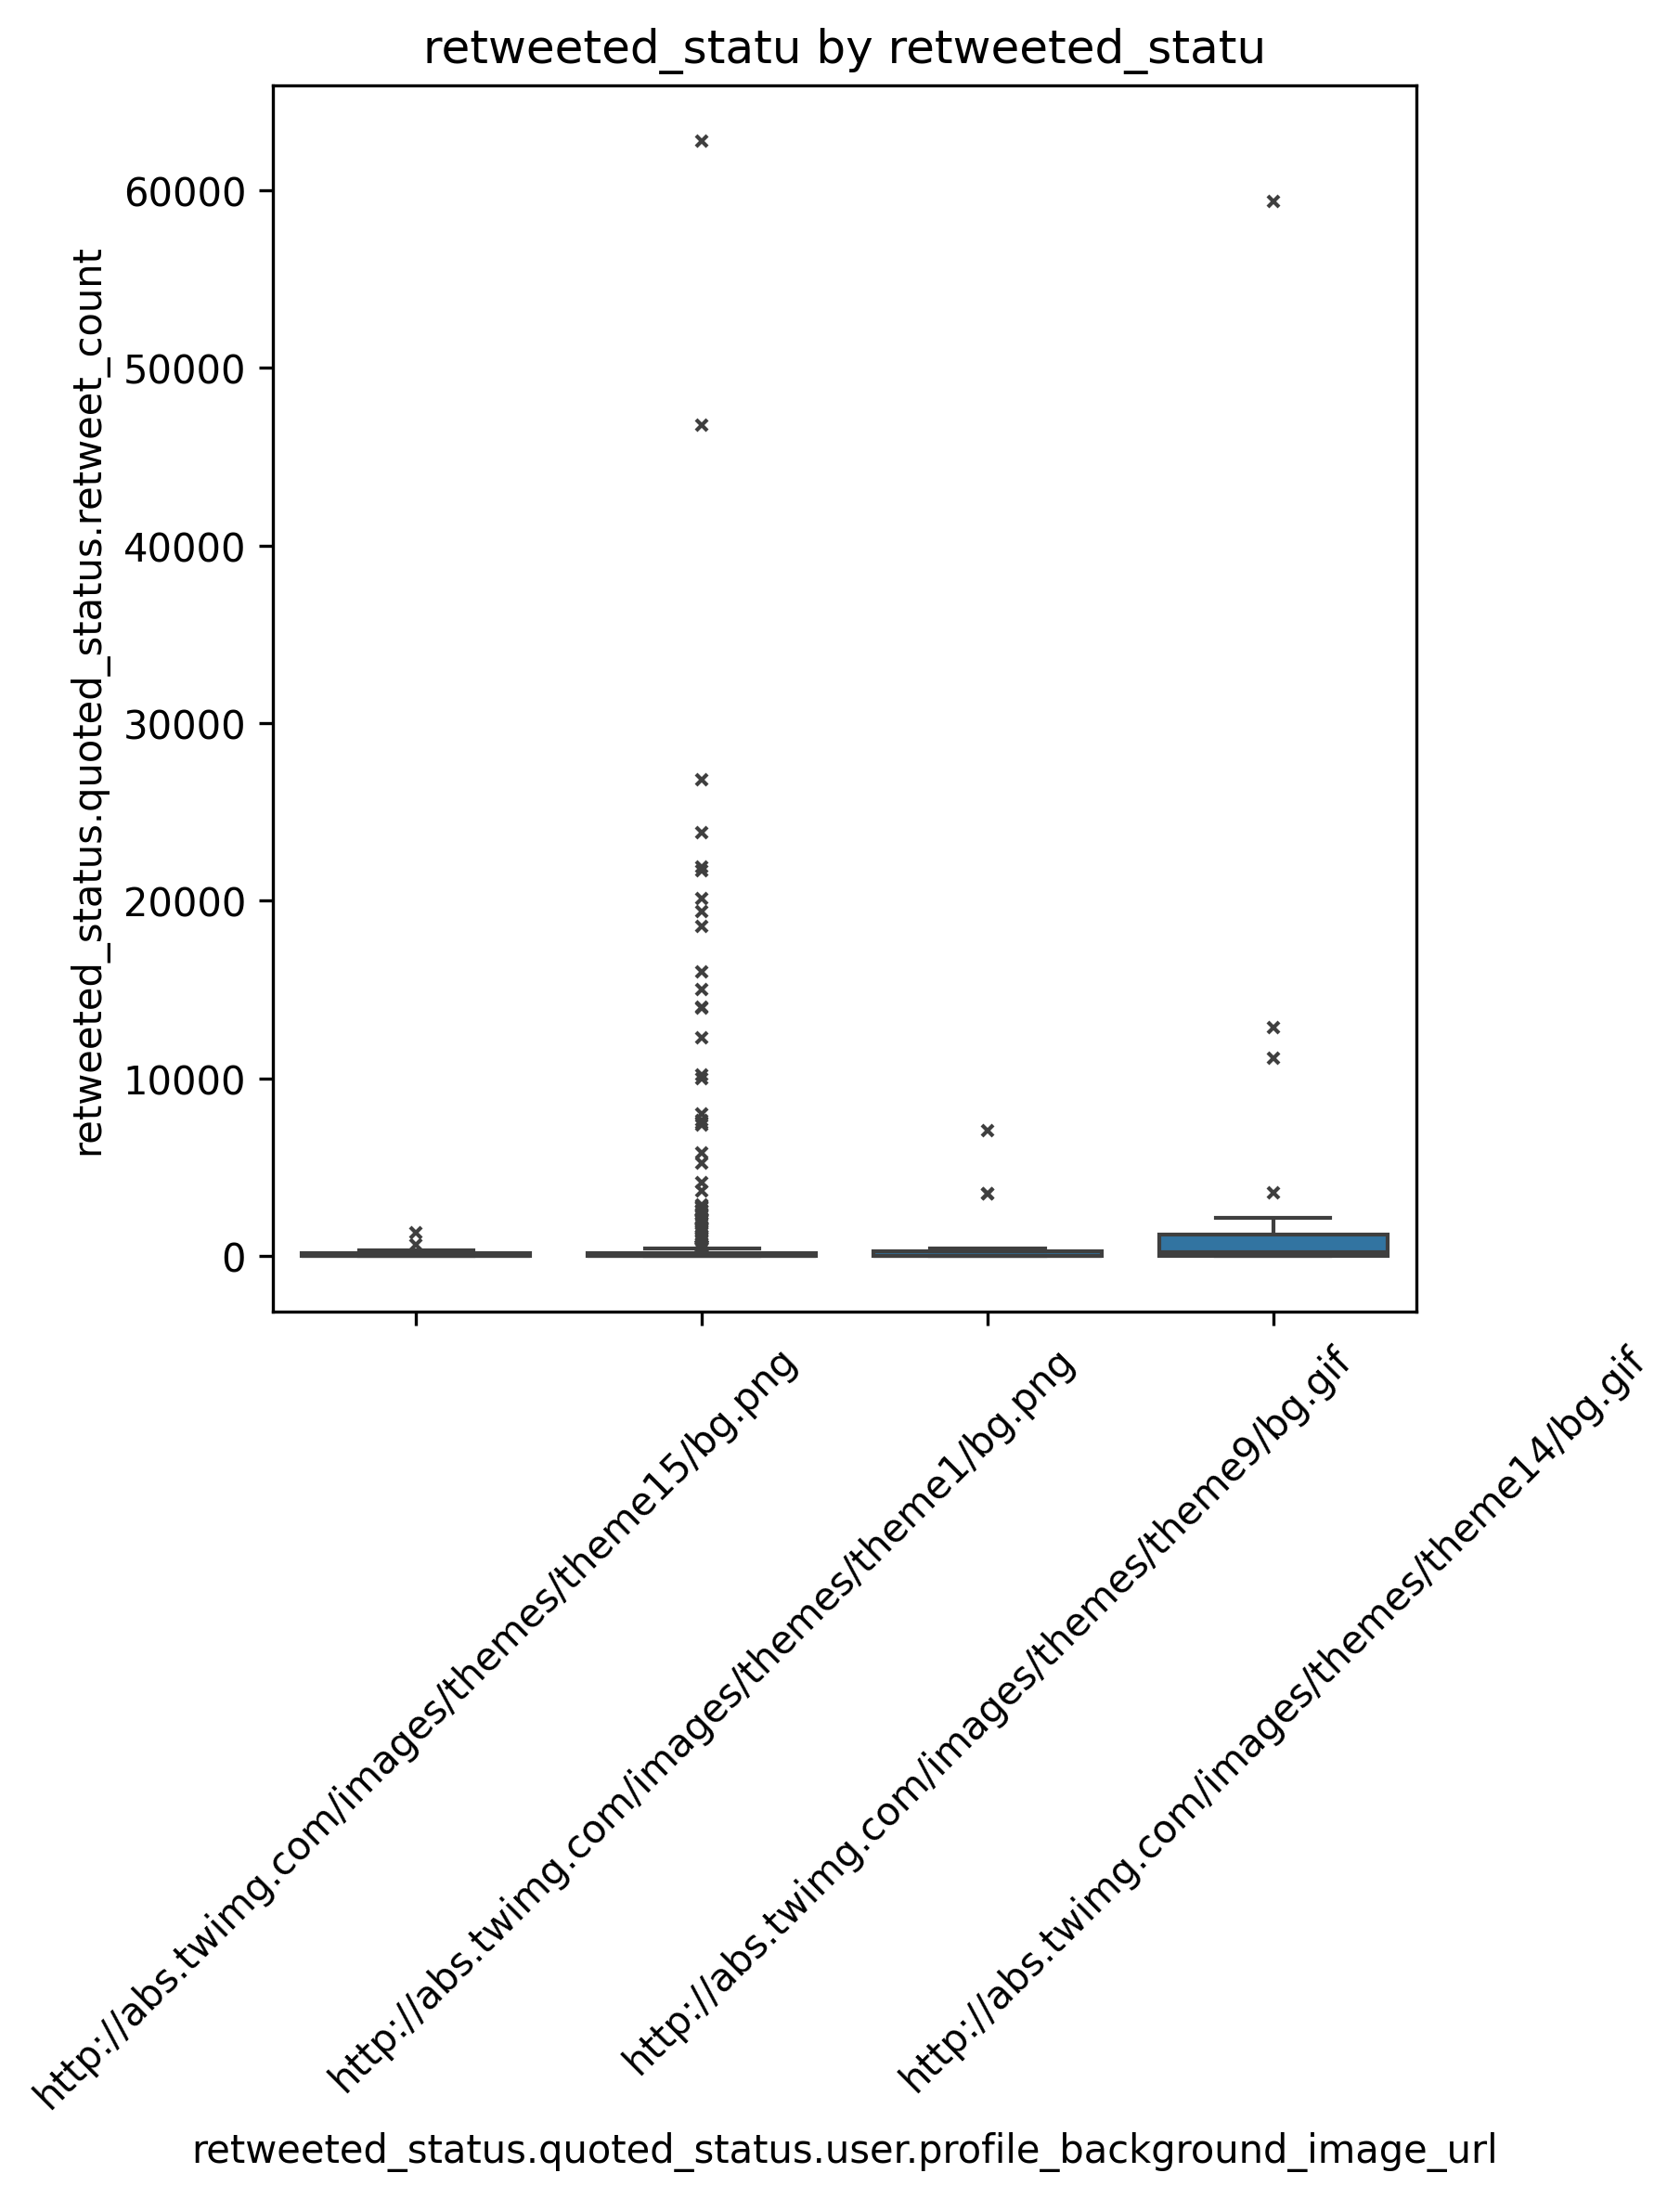 retweeted_statu by retweeted_statu
retweeted_status.quoted_status.retweet_count
60000
50000
40000
30000
20000
10000
0
http://abs.twimg.com/images/themes/theme15/bg.png
http://abs.twimg.com/images/themes/theme1/bg.png
http://abs.twimg.com/images/themes/theme9/bg.gif
http://abs.twimg.com/images/themes/theme14/bg.gif
retweeted_status.quoted_status.user.profile_background_image_url